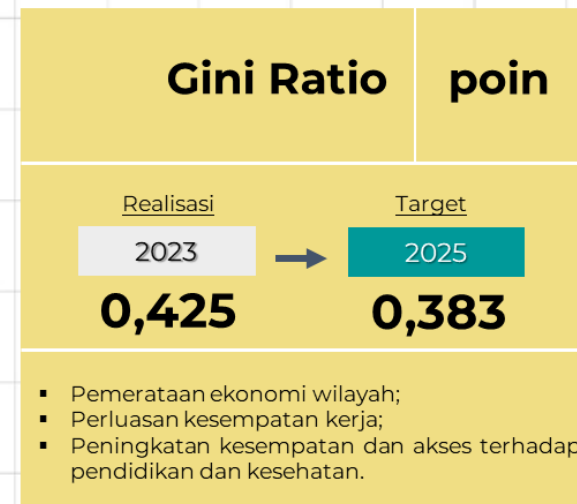 Gini Ratio poin
Realisasi Target
2023 2025
0,425 0,383
▪ Pemerataan ekonomi wilayah;
▪ Perluasan kesempatan kerja;
▪ Peningkatan kesempatan dan akses terhadap
pendidikan dan kesehatan.